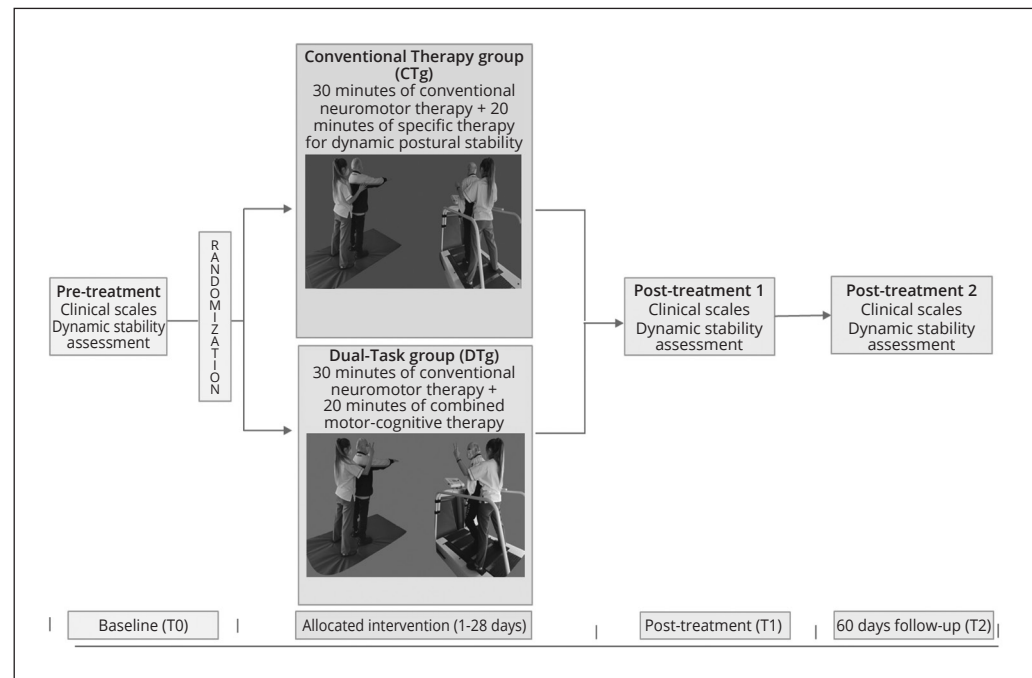 Conventional Therapy group
(CTg)
30 minutes of conventional
neuromotor therapy + 20
minutes of specific therapy
for dynamic postural stability
RANDOMIZATION
Pre-treatment
Clinical scales
Dynamic stability
assessment
Post-treatment 1
Clinical scales
Dynamic stability
assessment
Post-treatment 2
Clinical scales
Dynamic stability
assessment
Dual-Task group (DTg)
30 minutes of conventional
neuromotor therapy +
20 minutes of combined
motor-cognitive therapy
Baseline (T0)
Allocated intervention (1-28 days)
Post-treatment (T1)
60 days follow-up (T2)